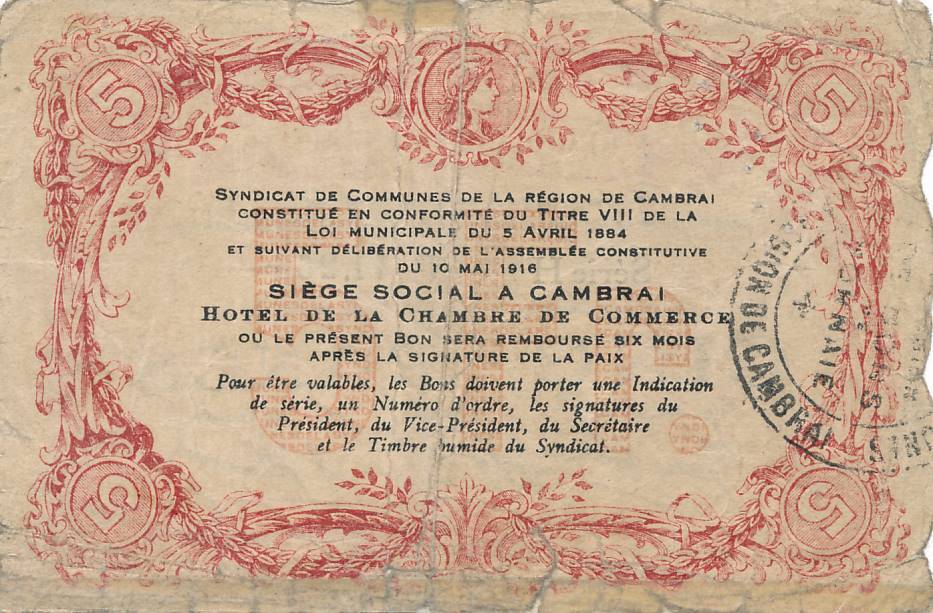 5 5
SYNDICAT DE COMMUNES DE LA RÉGION DE CAMBRAI
CONSTITUÉ EN CONFORMITÉ DU TITRE VIII DE LA
LOI MUNICIPALE DU 5 AVRIL 1884
ET SUIVANT DÉLIBÉRATION DE L'ASSEMBLÉE CONSTITUTIVE
DU 10 MAI 1916
SIÈGE SOCIAL A CAMBRAI
HOTEL DE LA CHAMBRE DE COMMERCE
OU LE PRÉSENT BON SERA REMBOURSÉ SIX MOIS
APRÈS LA SIGNATURE DE LA PAIX
Pour être valables, les Bons doivent porter une Indication
de série, un Numéro d'ordre, les signatures du
Président, du Vice-Président, du Secrétaire
et le Timbre humide du Syndicat.
DE CAMBRAI
5 5